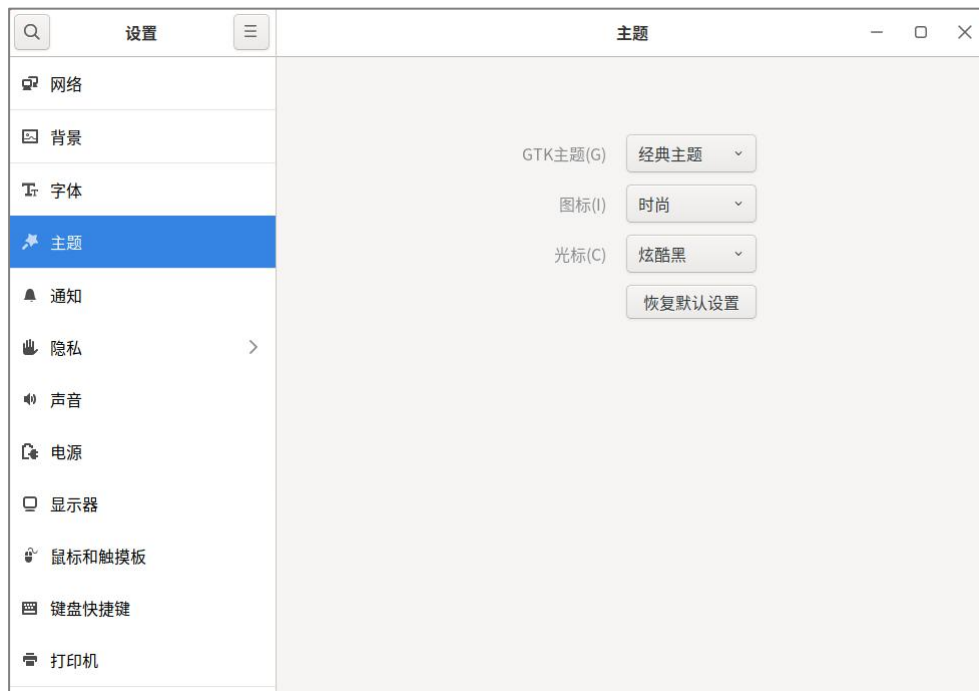 设置
主题
网络
背景
字体
主题
通知
隐私
声音
电源
显示器
鼠标和触摸板
键盘快捷键
打印机
GTK主题(G) 经典主题
图标(I) 时尚
光标(C) 炫酷黑
恢复默认设置